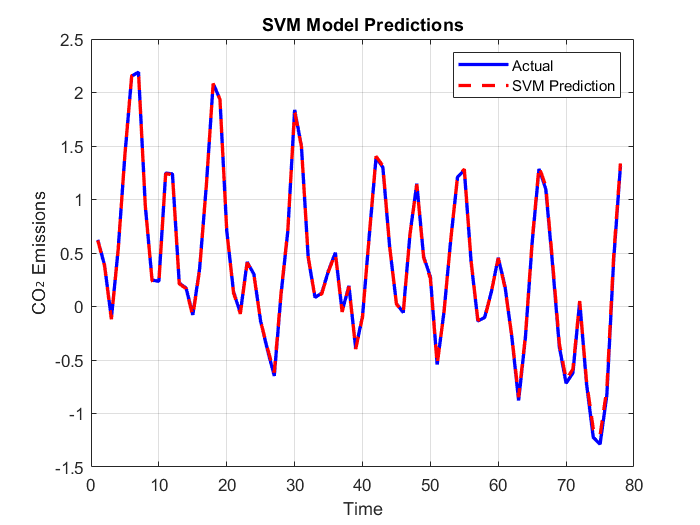 SVM Model Predictions
Actual
SVM Prediction
CO₂ Emissions
2.5
2
1.5
1
0.5
0
-0.5
-1
-1.5
0 10 20 30 40 50 60 70 80
Time